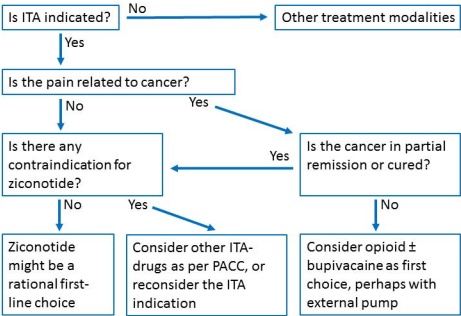 Is ITA indicated?
No
Other treatment modalities
Yes
Is the pain related to cancer?
No
Yes
Is there any
contraindication for
ziconotide?
Yes
Is the cancer in partial
remission or cured?
No
Yes
No
Ziconotide
might be a
rational first-
line choice
Consider other ITA-
drugs as per PACC, or
reconsider the ITA
indication
Consider opioid ±
bupivacaine as first
choice, perhaps with
external pump